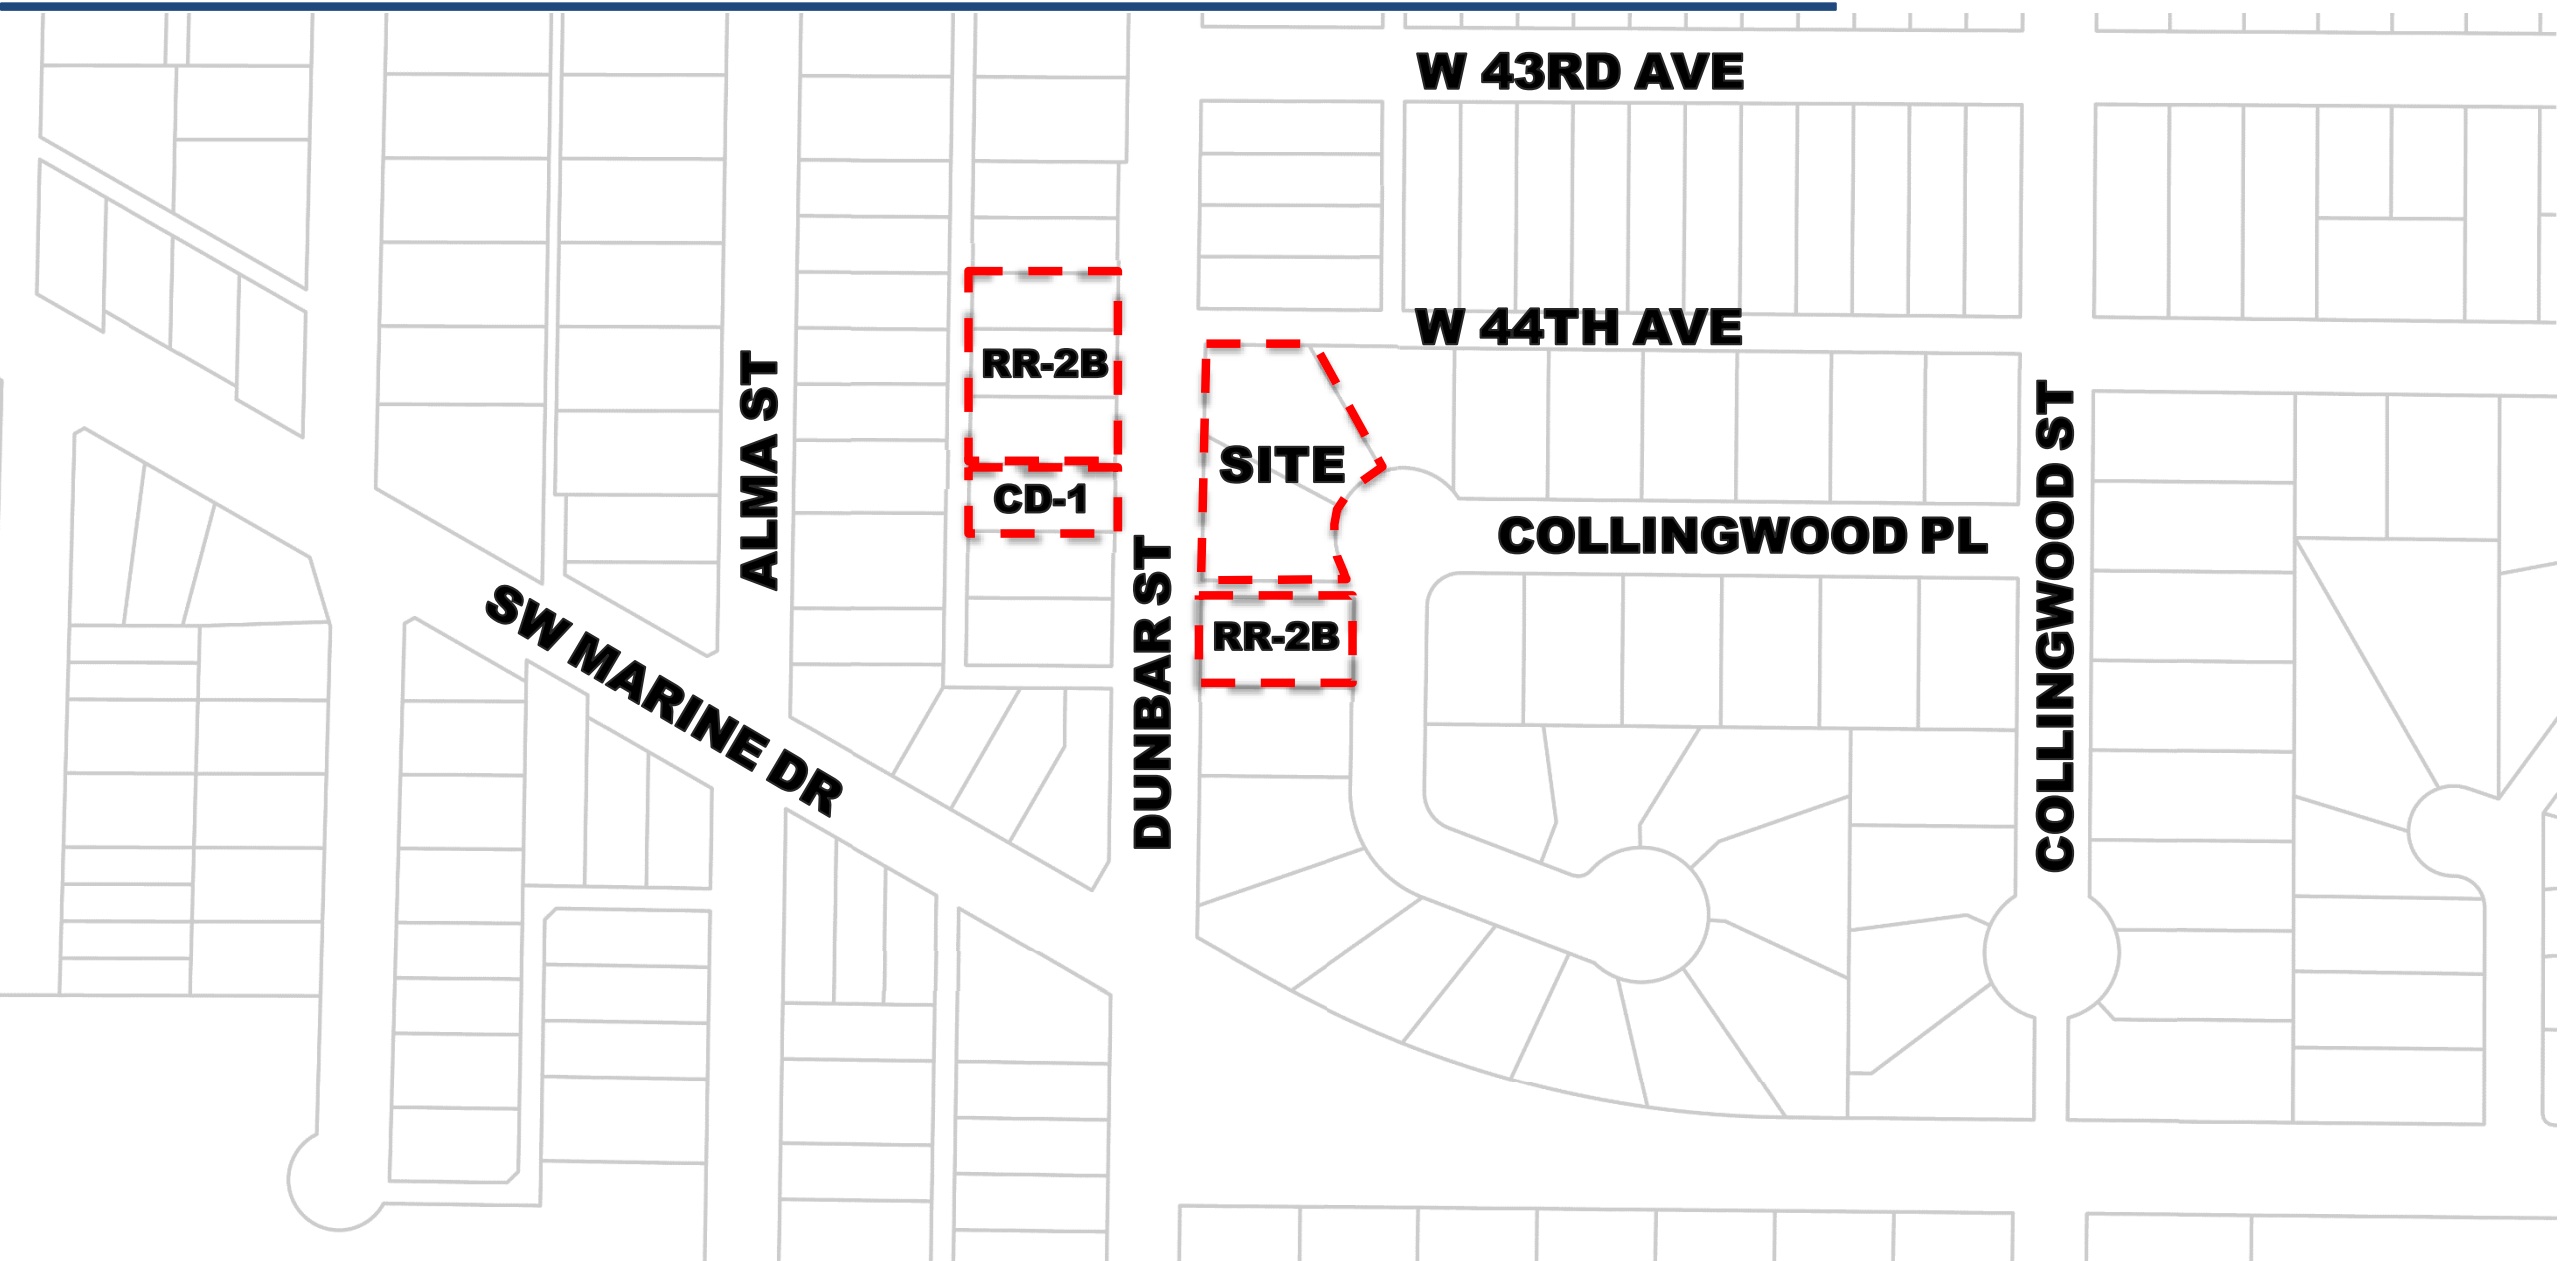 W 43RD AVE
W 44TH AVE
RR-2B
ALMA ST
SITE
CD-1
COLLINGWOOD PL
COLLINGWOOD ST
DUNBAR ST
RR-2B
SW MARINE DR